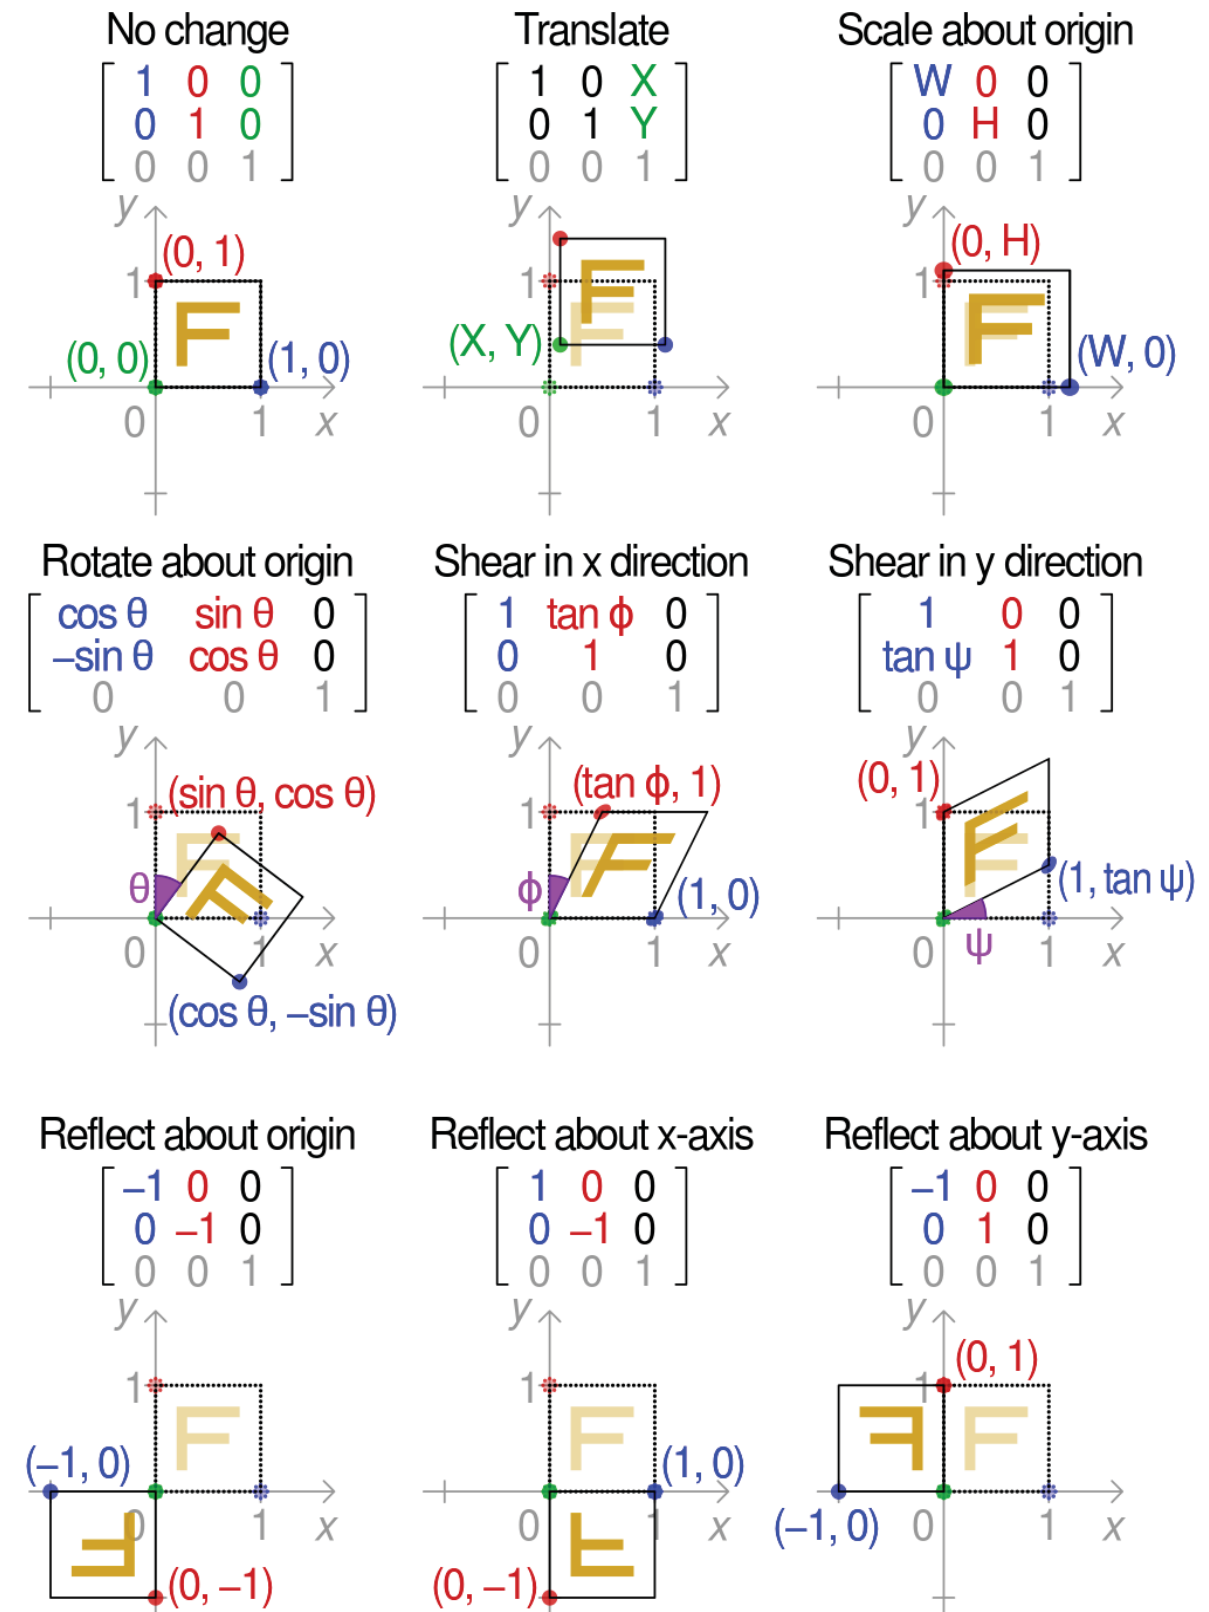 No change
Translate
Scale about origin
1 0 0
0 1 0
0 0 1
1 0 X
0 1 Y
0 0 1
W 0 0
0 H 0
0 0 1
y
(0, 1)
1
F
(0, 0)
(1, 0)
0
1
x
y
1
F
F
(X, Y)
0
1
x
y
(0, H)
1
F
F
(W, 0)
0
1
x
Rotate about origin
Shear in x direction
Shear in y direction
cos θ sin θ 0
–sin θ cos θ 0
0 0 1
1 tan ϕ 0
0 1 0
0 0 1
1 0 0
tan ψ 1 0
0 0 1
y
(sin θ, cos θ)
1
F
F
θ
0
1
x
(cos θ, –sin θ)
y
(tan ϕ, 1)
1
F
F
ϕ
(1, 0)
0
1
x
y
(0, 1)
1
F
F
(1, tan ψ)
0
ψ
1
x
Reflect about origin
Reflect about x-axis
Reflect about y-axis
–1 0 0
0 –1 0
0 0 1
1 0 0
0 –1 0
0 0 1
–1 0 0
0 1 0
0 0 1
y
1
F
(–1, 0)
0
1
x
F
(0, –1)
y
1
F
(1, 0)
0
1
x
F
(0, –1)
y
(0, 1)
1
F
F
(–1, 0)
0
1
x